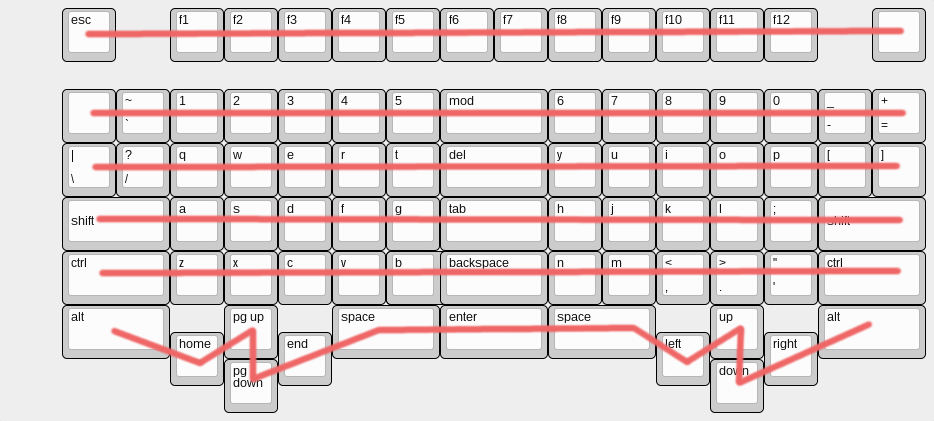 esc f1 f2 f3 f4 f5 f6 f7 f8 f9 f10 f11 f12
~ 1 2 3 4 5 mod 6 7 8 9 0 _ +
` - =
| ? q w e r t del y u i o p [ ]
\ /
shift a s d f g tab h j k l ; shift
ctrl z x c v b backspace n m < > " ctrl
, . '
alt pg up space enter space up alt
home end left right
pg down down